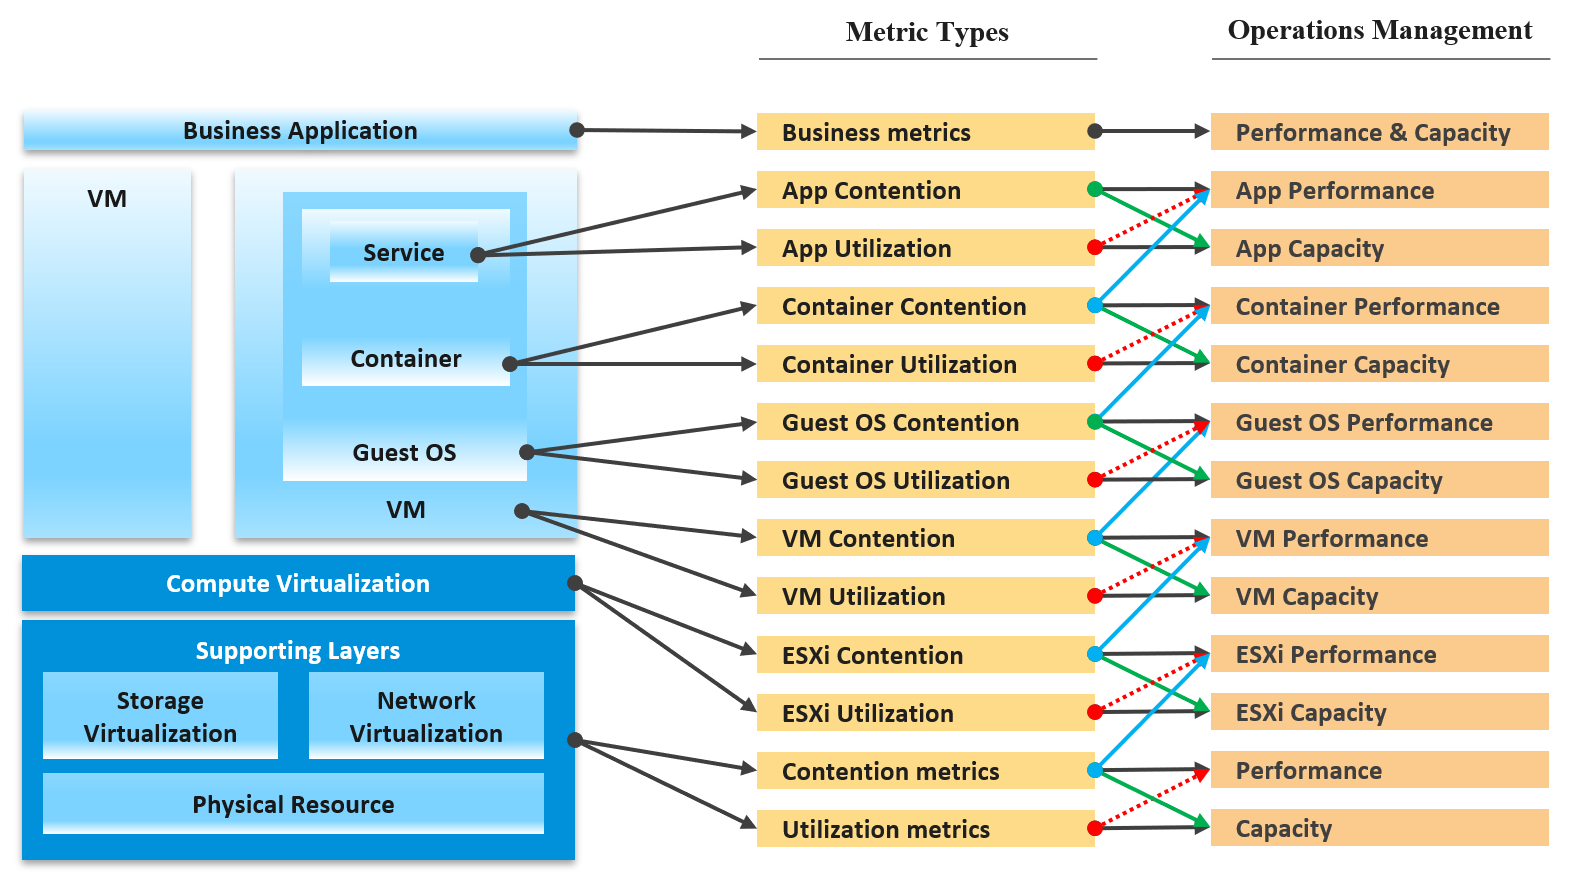 Metric Types
Operations Management
Business Application
VM
Service
Container
Guest OS
VM
Compute Virtualization
Supporting Layers
Storage
Virtualization
Network
Virtualization
Physical Resource
Business metrics
App Contention
App Utilization
Container Contention
Container Utilization
Guest OS Contention
Guest OS Utilization
VM Contention
VM Utilization
ESXi Contention
ESXi Utilization
Contention metrics
Utilization metrics
Performance & Capacity
App Performance
App Capacity
Container Performance
Container Capacity
Guest OS Performance
Guest OS Capacity
VM Performance
VM Capacity
ESXi Performance
ESXi Capacity
Performance
Capacity